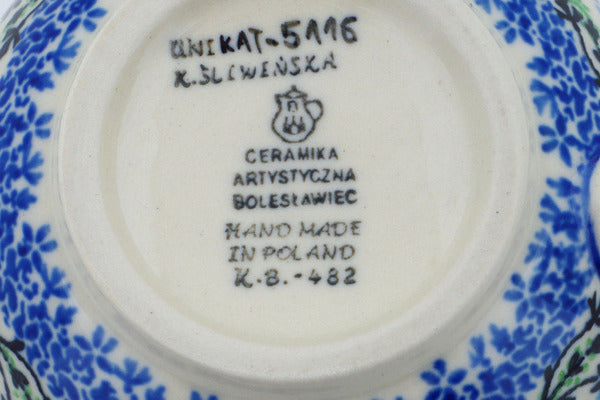 UNIKAT-5116
K.ŚLIWEŃSKA
CERAMIKA
ARTYSTYCZNA
BOLESŁAWIEC
HAND MADE
IN POLAND
K.B.-482